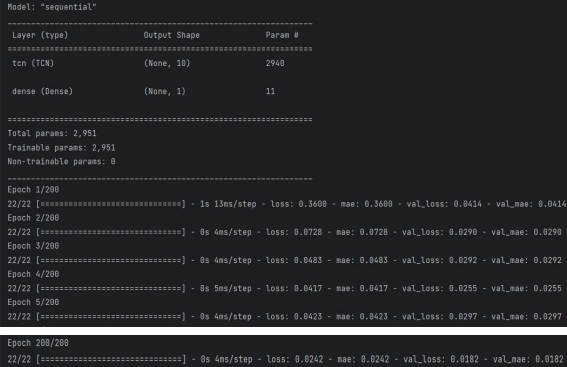 Model: "sequential"
_________________________________________________________________
Layer (type) Output Shape Param #
=================================================================
tcn (TCN) (None, 10) 2940
dense (Dense) (None, 1) 11
=================================================================
Total params: 2,951
Trainable params: 2,951
Non-trainable params: 0
_________________________________________________________________
Epoch 1/200
22/22 [==============================] - 1s 13ms/step - loss: 0.3600 - mae: 0.3600 - val_loss: 0.0414 - val_mae: 0.0414
Epoch 2/200
22/22 [==============================] - 0s 4ms/step - loss: 0.0728 - mae: 0.0728 - val_loss: 0.0290 - val_mae: 0.0290
Epoch 3/200
22/22 [==============================] - 0s 4ms/step - loss: 0.0483 - mae: 0.0483 - val_loss: 0.0292 - val_mae: 0.0292
Epoch 4/200
22/22 [==============================] - 0s 5ms/step - loss: 0.0417 - mae: 0.0417 - val_loss: 0.0255 - val_mae: 0.0255
Epoch 5/200
22/22 [==============================] - 0s 4ms/step - loss: 0.0423 - mae: 0.0423 - val_loss: 0.0297 - val_mae: 0.0297
Epoch 200/200
22/22 [==============================] - 0s 4ms/step - loss: 0.0242 - mae: 0.0242 - val_loss: 0.0182 - val_mae: 0.0182